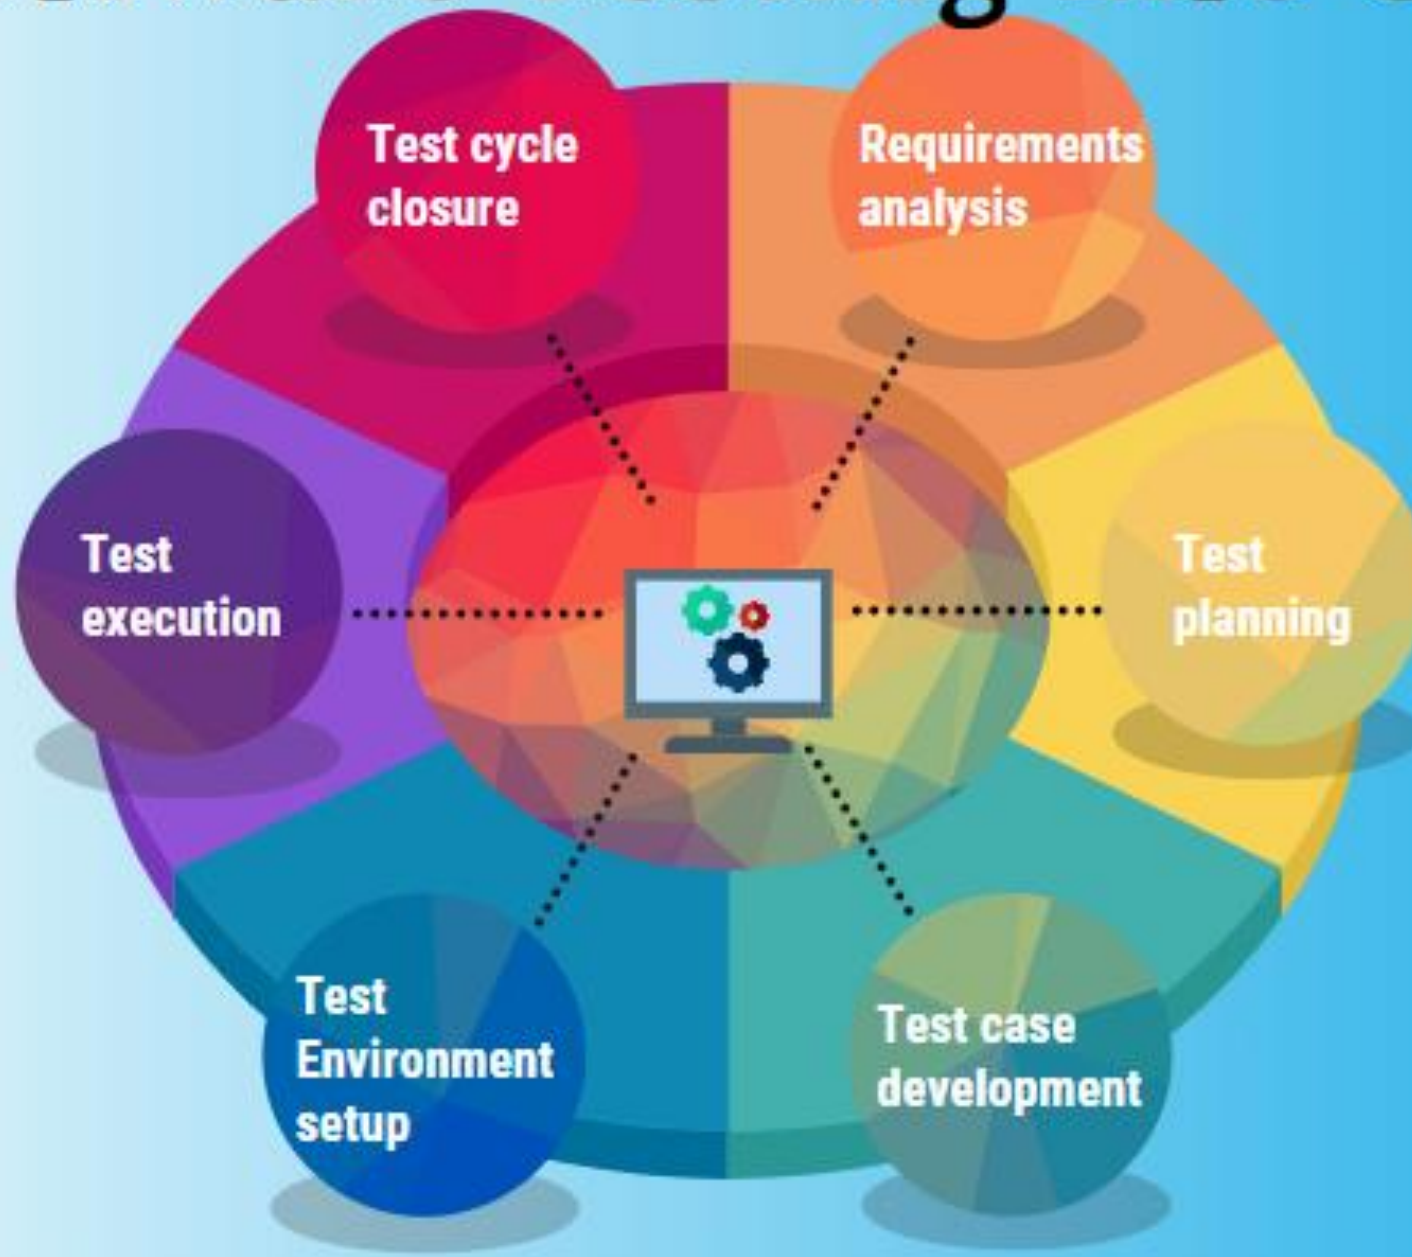 Test cycle
closure
Requirements
analysis
Test
execution
Test
planning
Test
Environment
setup
Test case
development